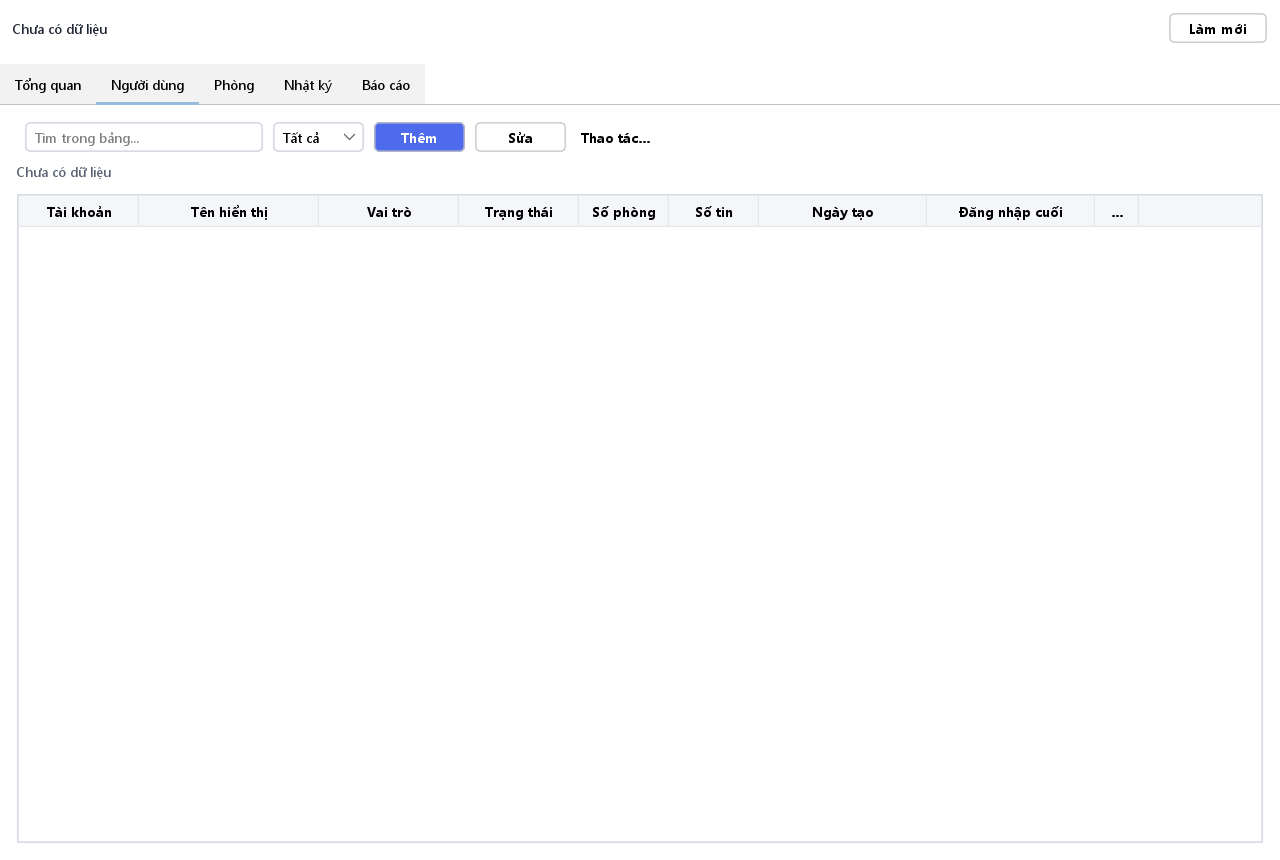 Chưa có dữ liệu
Làm mới
Tổng quan Người dùng Phòng Nhật ký Báo cáo
Tìm trong bảng... Tất cả Thêm Sửa Thao tác...
Chưa có dữ liệu
Tài khoản Tên hiển thị Vai trò Trạng thái Số phòng Số tin Ngày tạo Đăng nhập cuối ...